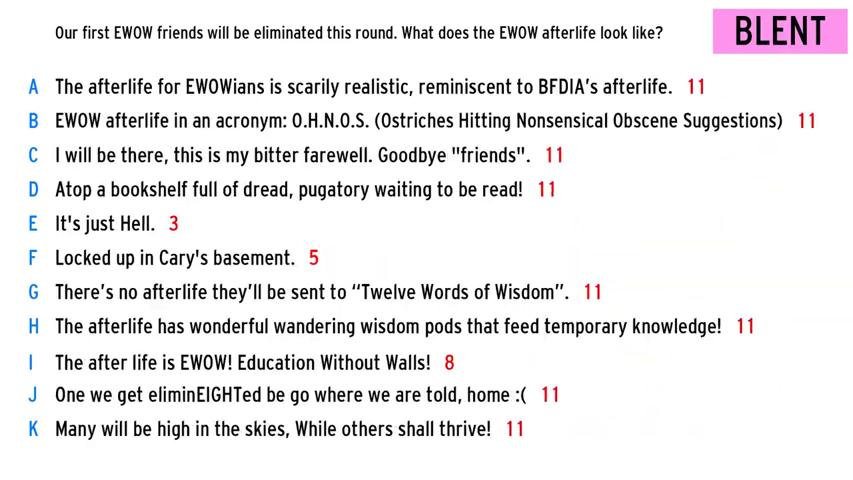 Our first EWOW friends will be eliminated this round. What does the EWOW afterlife look like?
BLENT
A The afterlife for EWOWians is scarily realistic, reminiscent to BFDIA’s afterlife. 11
B EWOW afterlife in an acronym: O.H.N.O.S. (Ostriches Hitting Nonsensical Obscene Suggestions) 11
C I will be there, this is my bitter farewell. Goodbye "friends". 11
D Atop a bookshelf full of dread, pugatory waiting to be read! 11
E It's just Hell. 3
F Locked up in Cary's basement. 5
G There’s no afterlife they’ll be sent to “Twelve Words of Wisdom”. 11
H The afterlife has wonderful wandering wisdom pods that feed temporary knowledge! 11
I The after life is EWOW! Education Without Walls! 8
J One we get eliminEIGHTed be go where we are told, home :( 11
K Many will be high in the skies, While others shall thrive! 11